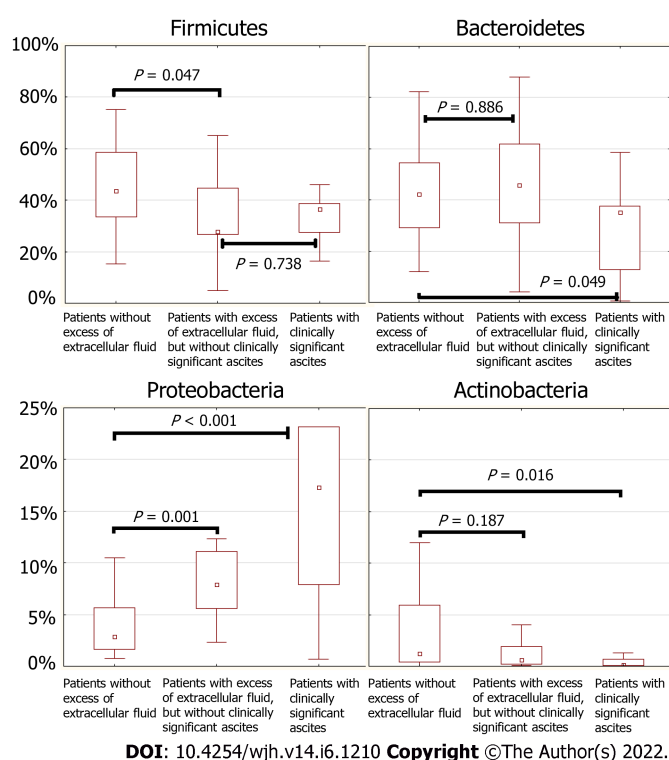 Firmicutes
Bacteroidetes
100%
80%
60%
40%
20%
0%
P = 0.047
P = 0.738
P = 0.886
P = 0.049
Patients without
excess of
extracellular fluid
Patients with excess
of extracellular fluid,
but without clinically
significant ascites
Patients with
clinically
significant
ascites
Patients without
excess of
extracellular fluid
Patients with excess
of extracellular fluid,
but without clinically
significant ascites
Patients with
clinically
significant
ascites
Proteobacteria
Actinobacteria
25%
20%
15%
10%
5%
0%
P < 0.001
P = 0.001
P = 0.016
P = 0.187
Patients without
excess of
extracellular fluid
Patients with excess
of extracellular fluid,
but without clinically
significant ascites
Patients with
clinically
significant
ascites
Patients without
excess of
extracellular fluid
Patients with excess
of extracellular fluid,
but without clinically
significant ascites
Patients with
clinically
significant
ascites
DOI: 10.4254/wjh.v14.i6.1210 Copyright ©The Author(s) 2022.